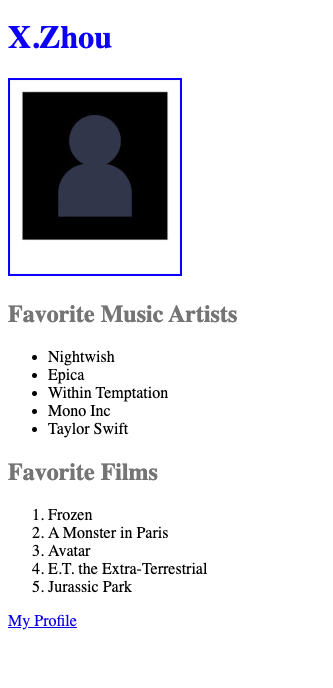 X.Zhou
Favorite Music Artists
• Nightwish
• Epica
• Within Temptation
• Mono Inc
• Taylor Swift
Favorite Films
1. Frozen
2. A Monster in Paris
3. Avatar
4. E.T. the Extra-Terrestrial
5. Jurassic Park
My Profile